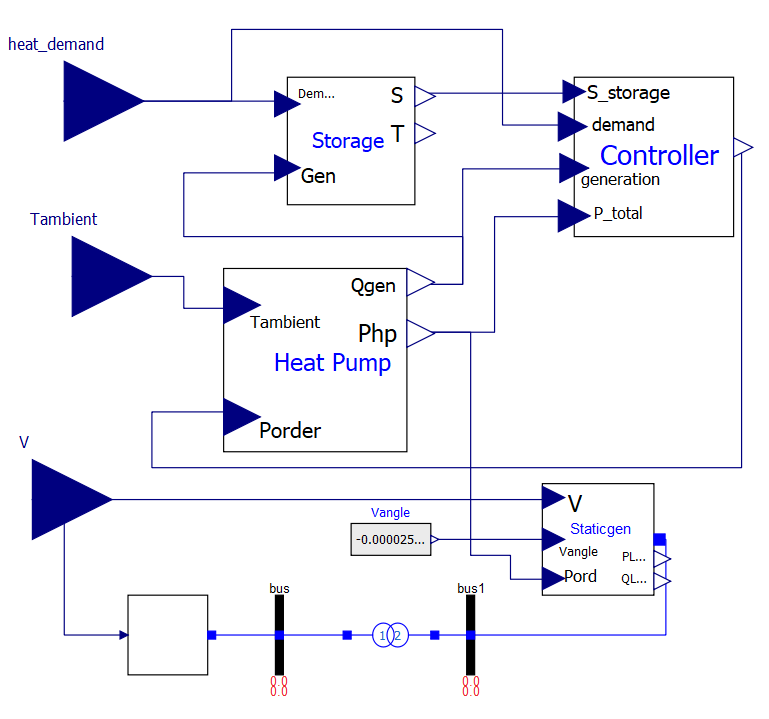 heat_demand
Dem...
S
S_storage
Storage
T
demand
Controller
Gen
generation
P_total
Tambient
Qgen
Tambient
Php
Heat Pump
Porder
V
V
Vangle
Staticgen
-0.000025...
Vangle
PL...
Pord
QL...
bus
bus1
1 2
0.0
0.0
0.0
0.0